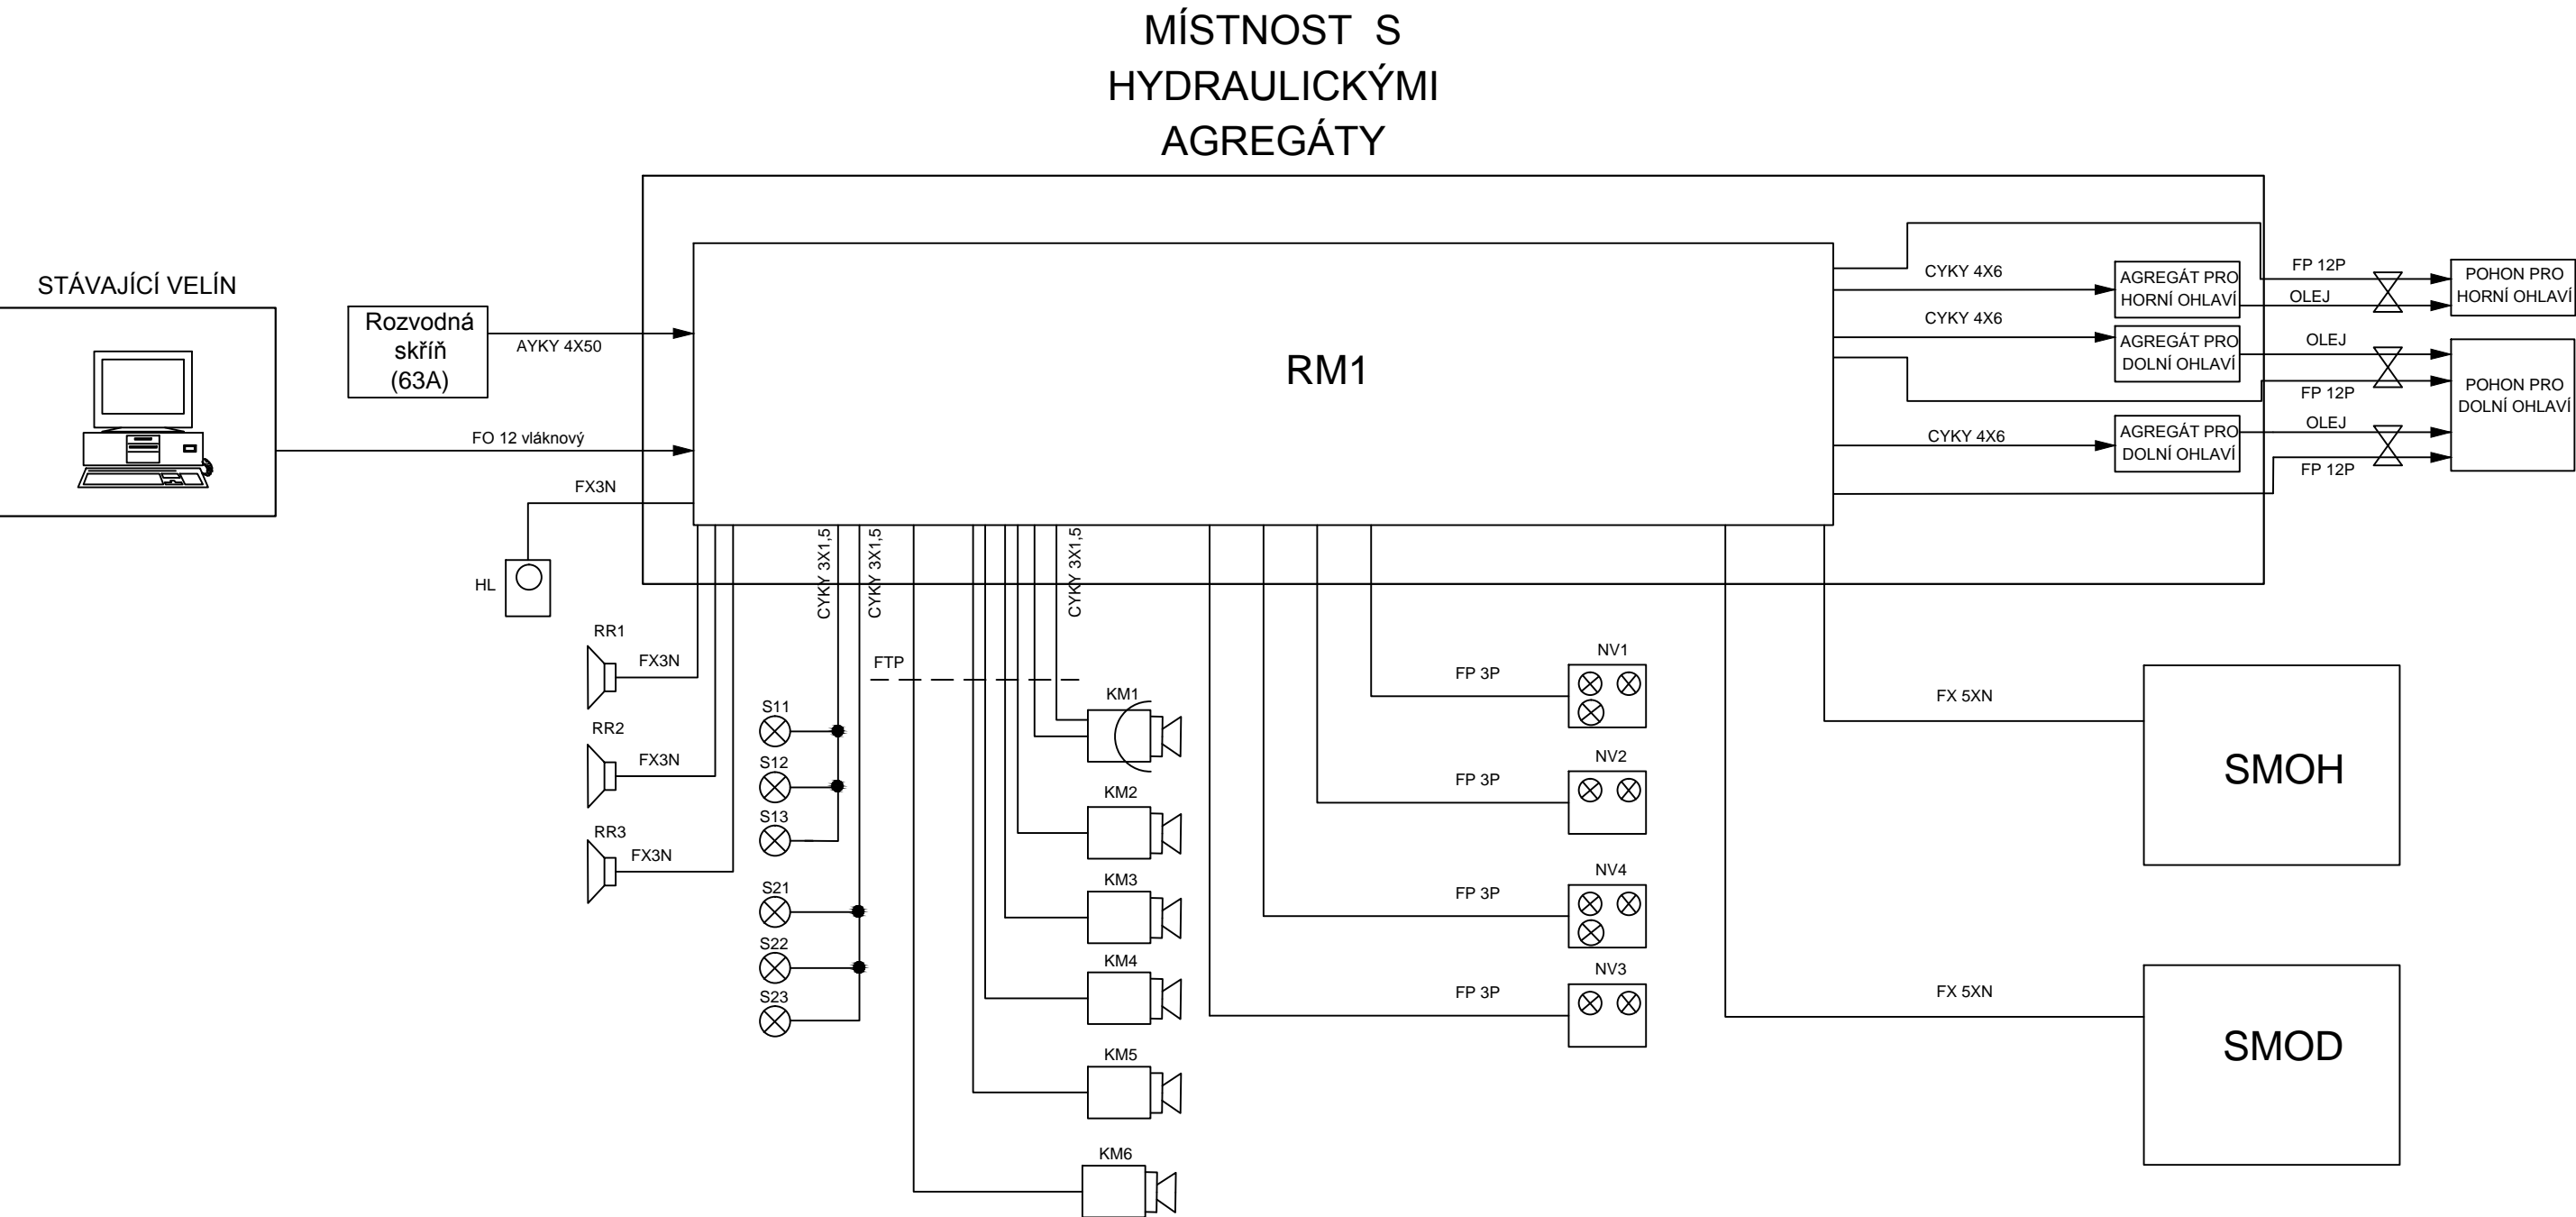 MÍSTNOST S
HYDRAULICKÝMI
AGREGÁTY
STÁVAJÍCÍ VELÍN
Rozvodná
skříň
(63A)
AYKY 4X50
FO 12 vláknový
FX3N
HL
RM1
CYKY 4X6
AGREGÁT PRO
HORNÍ OHLAVÍ
FP 12P
OLEJ
POHON PRO
HORNÍ OHLAVÍ
CYKY 4X6
AGREGÁT PRO
DOLNÍ OHLAVÍ
OLEJ
FP 12P
POHON PRO
DOLNÍ OHLAVÍ
CYKY 4X6
AGREGÁT PRO
DOLNÍ OHLAVÍ
OLEJ
FP 12P
CYKY 3X1,5
CYKY 3X1,5
CYKY 3X1,5
RR1
FX3N
RR2
FX3N
RR3
FX3N
S11
S12
S13
S21
S22
S23
FTP
KM1
KM2
KM3
KM4
KM5
KM6
FP 3P
NV1
FP 3P
NV2
FP 3P
NV4
FP 3P
NV3
FX 5XN
SMOH
FX 5XN
SMOD